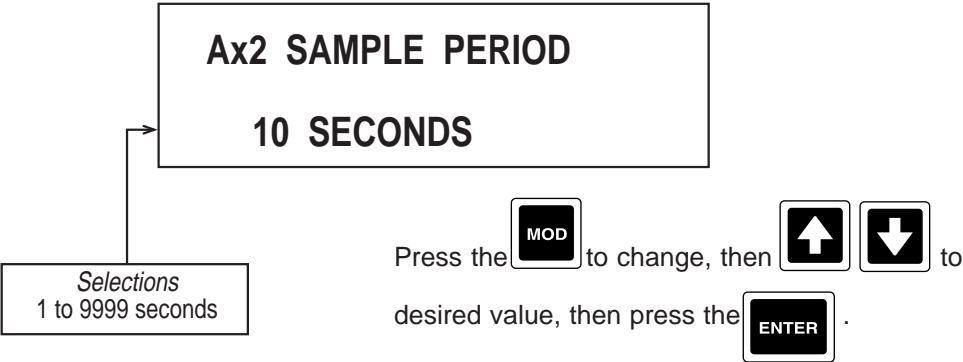 Ax2 SAMPLE PERIOD
10 SECONDS
Selections
1 to 9999 seconds
Press the MOD to change, then to
desired value, then press the ENTER .